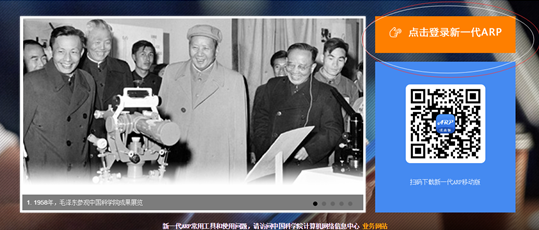 点击登录新一代ARP
ARP
扫码下载新一代ARP移动版
1. 1958年，毛泽东参观中国科学院成果展览
新一代ARP常用工具和使用问题，请访问中国科学院计算机网络信息中心 业务网站